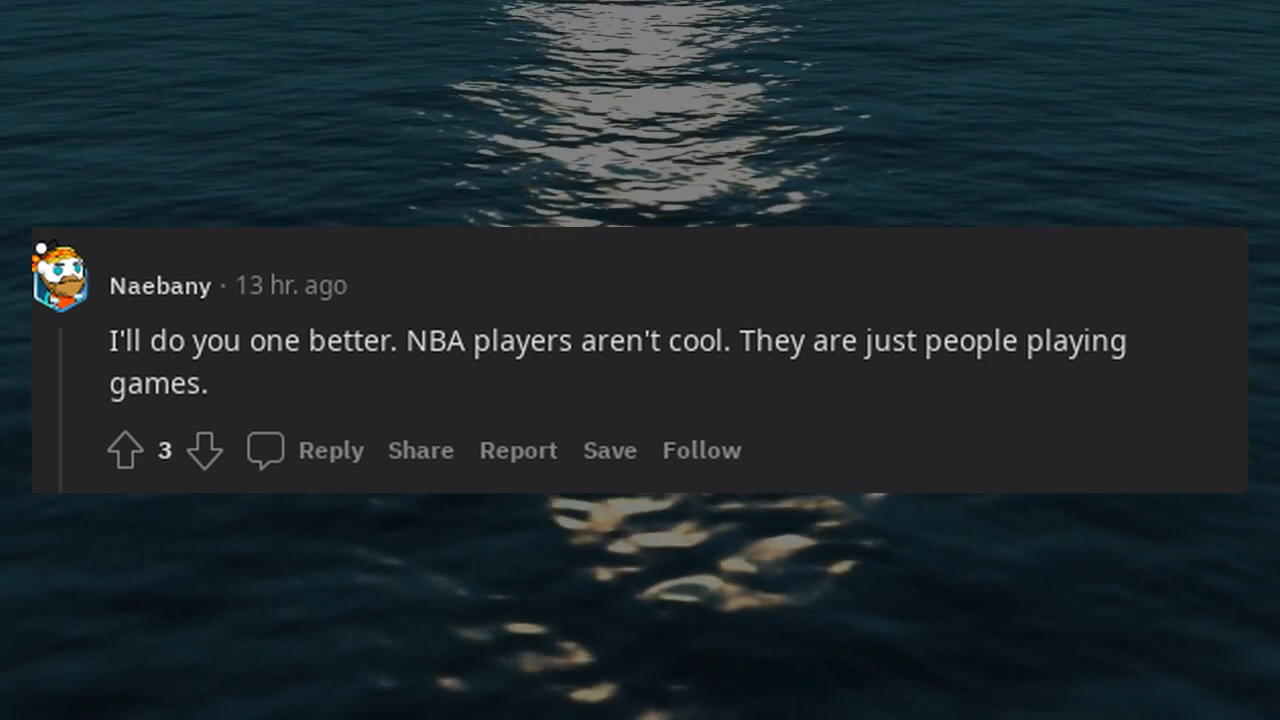 Naebany · 13 hr. ago
I'll do you one better. NBA players aren't cool. They are just people playing
games.
3 Reply Share Report Save Follow